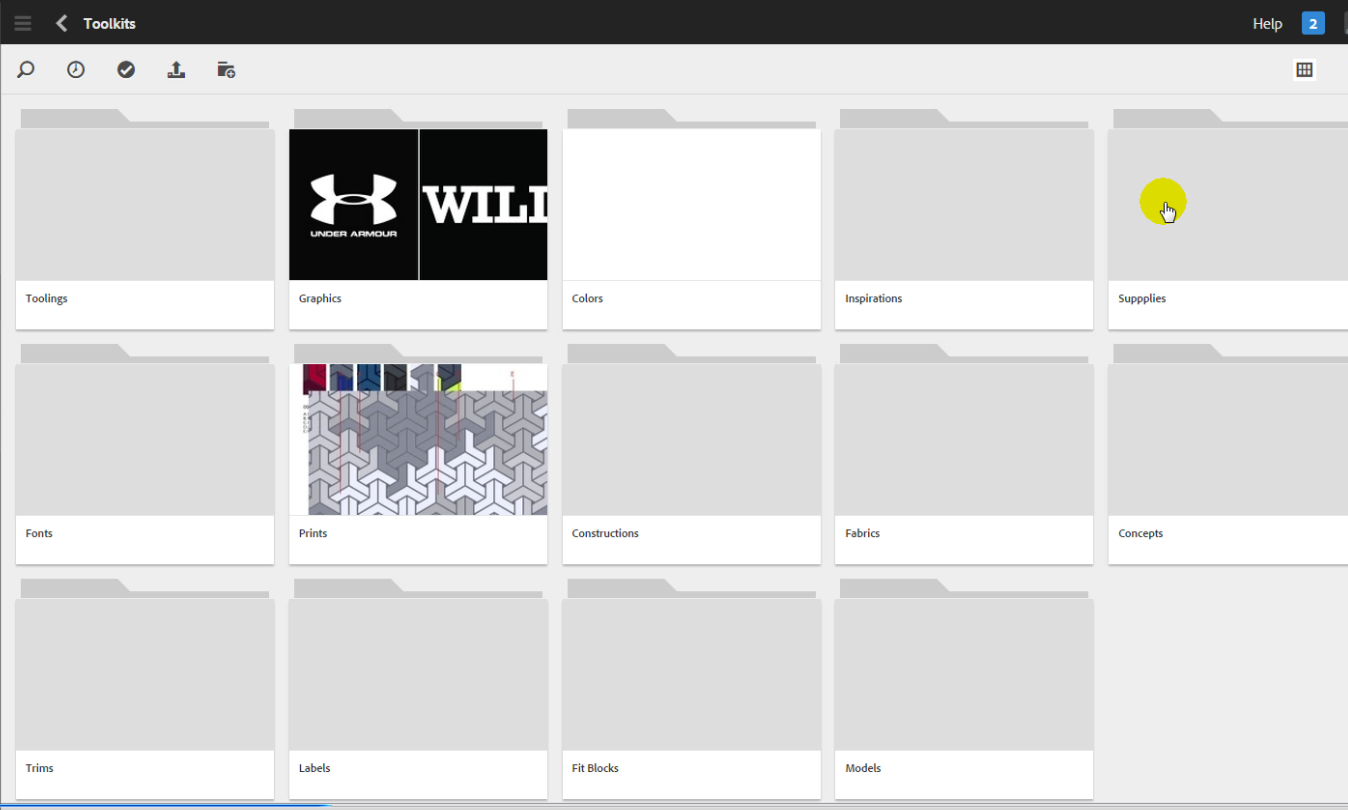 Toolkits
Help
2
UNDER ARMOUR
WILL
Toolings
Graphics
Colors
Inspirations
Suppplies
Fonts
Prints
Constructions
Fabrics
Concepts
Trims
Labels
Fit Blocks
Models